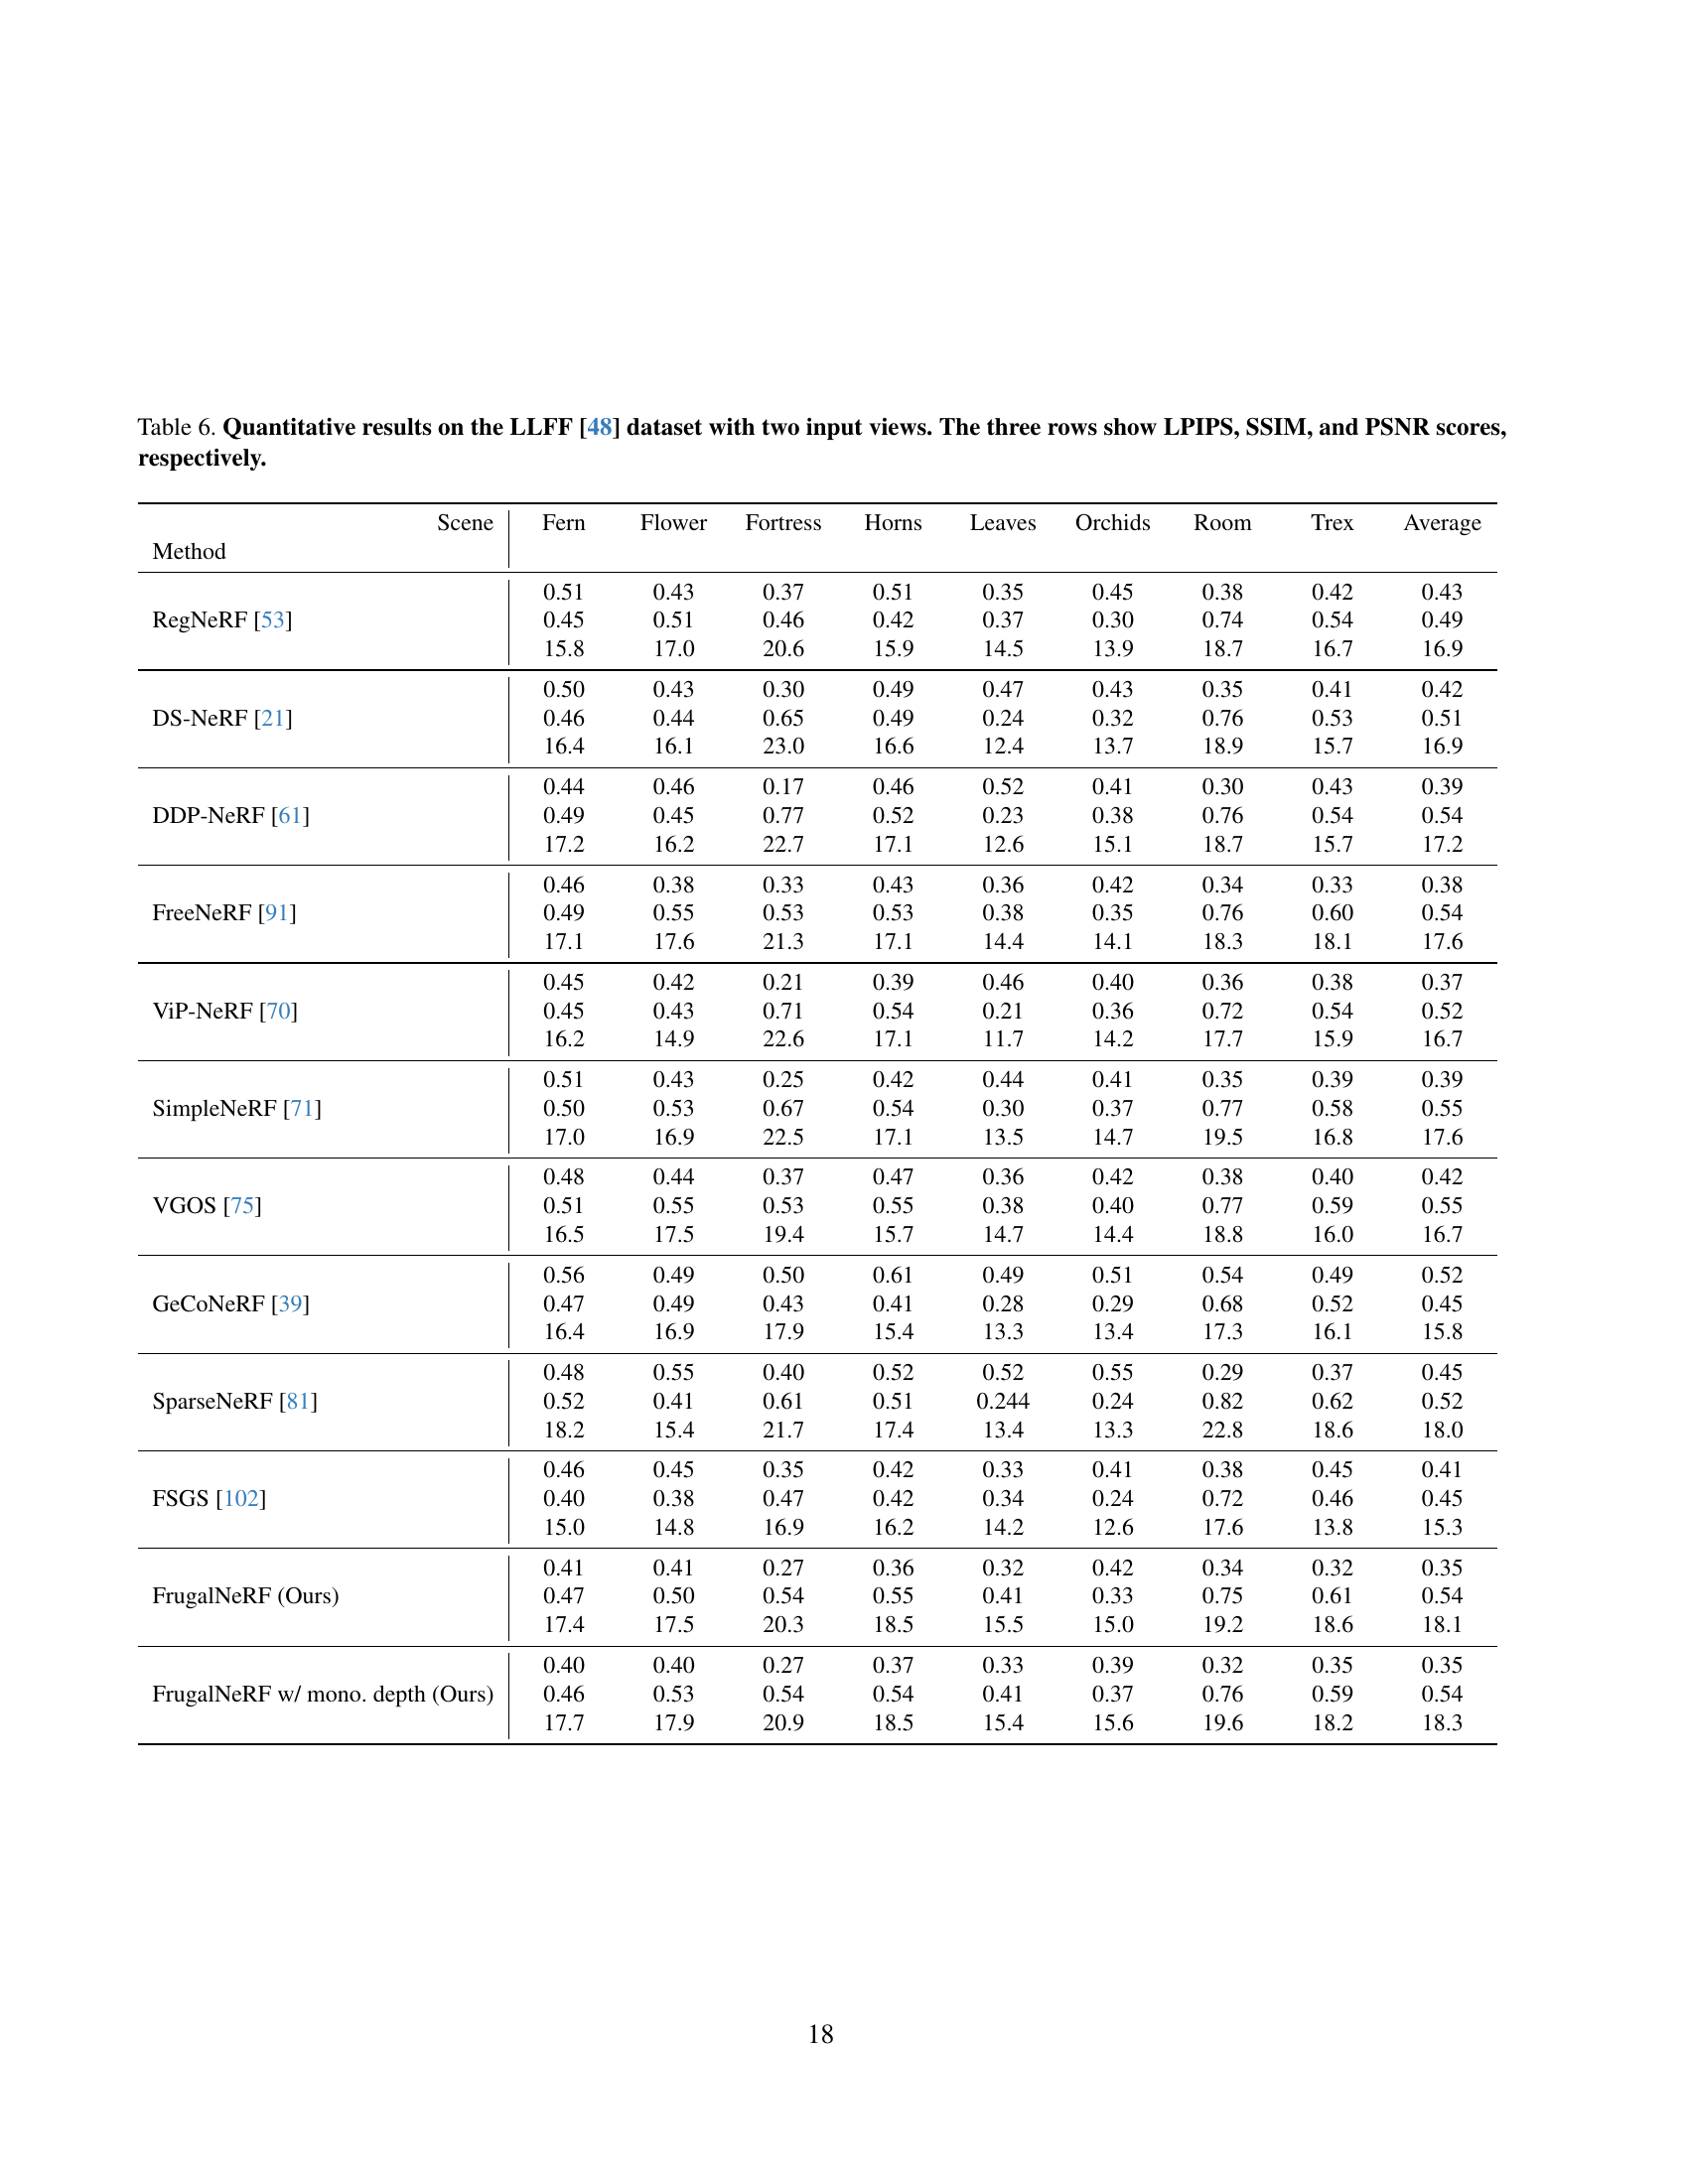 Table 6. Quantitative results on the LLFF [48] dataset with two input views. The three rows show LPIPS, SSIM, and PSNR scores,
respectively.
Scene Fern Flower Fortress Horns Leaves Orchids Room Trex Average
Method
0.51 0.43 0.37 0.51 0.35 0.45 0.38 0.42 0.43
RegNeRF [53] 0.45 0.51 0.46 0.42 0.37 0.30 0.74 0.54 0.49
15.8 17.0 20.6 15.9 14.5 13.9 18.7 16.7 16.9
0.50 0.43 0.30 0.49 0.47 0.43 0.35 0.41 0.42
DS-NeRF [21] 0.46 0.44 0.65 0.49 0.24 0.32 0.76 0.53 0.51
16.4 16.1 23.0 16.6 12.4 13.7 18.9 15.7 16.9
0.44 0.46 0.17 0.46 0.52 0.41 0.30 0.43 0.39
DDP-NeRF [61] 0.49 0.45 0.77 0.52 0.23 0.38 0.76 0.54 0.54
17.2 16.2 22.7 17.1 12.6 15.1 18.7 15.7 17.2
0.46 0.38 0.33 0.43 0.36 0.42 0.34 0.33 0.38
FreeNeRF [91] 0.49 0.55 0.53 0.53 0.38 0.35 0.76 0.60 0.54
17.1 17.6 21.3 17.1 14.4 14.1 18.3 18.1 17.6
0.45 0.42 0.21 0.39 0.46 0.40 0.36 0.38 0.37
ViP-NeRF [70] 0.45 0.43 0.71 0.54 0.21 0.36 0.72 0.54 0.52
16.2 14.9 22.6 17.1 11.7 14.2 17.7 15.9 16.7
0.51 0.43 0.25 0.42 0.44 0.41 0.35 0.39 0.39
SimpleNeRF [71] 0.50 0.53 0.67 0.54 0.30 0.37 0.77 0.58 0.55
17.0 16.9 22.5 17.1 13.5 14.7 19.5 16.8 17.6
0.48 0.44 0.37 0.47 0.36 0.42 0.38 0.40 0.42
VGOS [75] 0.51 0.55 0.53 0.55 0.38 0.40 0.77 0.59 0.55
16.5 17.5 19.4 15.7 14.7 14.4 18.8 16.0 16.7
0.56 0.49 0.50 0.61 0.49 0.51 0.54 0.49 0.52
GeCoNeRF [39] 0.47 0.49 0.43 0.41 0.28 0.29 0.68 0.52 0.45
16.4 16.9 17.9 15.4 13.3 13.4 17.3 16.1 15.8
0.48 0.55 0.40 0.52 0.52 0.55 0.29 0.37 0.45
SparseNeRF [81] 0.52 0.41 0.61 0.51 0.244 0.24 0.82 0.62 0.52
18.2 15.4 21.7 17.4 13.4 13.3 22.8 18.6 18.0
0.46 0.45 0.35 0.42 0.33 0.41 0.38 0.45 0.41
FSGS [102] 0.40 0.38 0.47 0.42 0.34 0.24 0.72 0.46 0.45
15.0 14.8 16.9 16.2 14.2 12.6 17.6 13.8 15.3
0.41 0.41 0.27 0.36 0.32 0.42 0.34 0.32 0.35
FrugalNeRF (Ours) 0.47 0.50 0.54 0.55 0.41 0.33 0.75 0.61 0.54
17.4 17.5 20.3 18.5 15.5 15.0 19.2 18.6 18.1
0.40 0.40 0.27 0.37 0.33 0.39 0.32 0.35 0.35
FrugalNeRF w/ mono. depth (Ours) 0.46 0.53 0.54 0.54 0.41 0.37 0.76 0.59 0.54
17.7 17.9 20.9 18.5 15.4 15.6 19.6 18.2 18.3
18